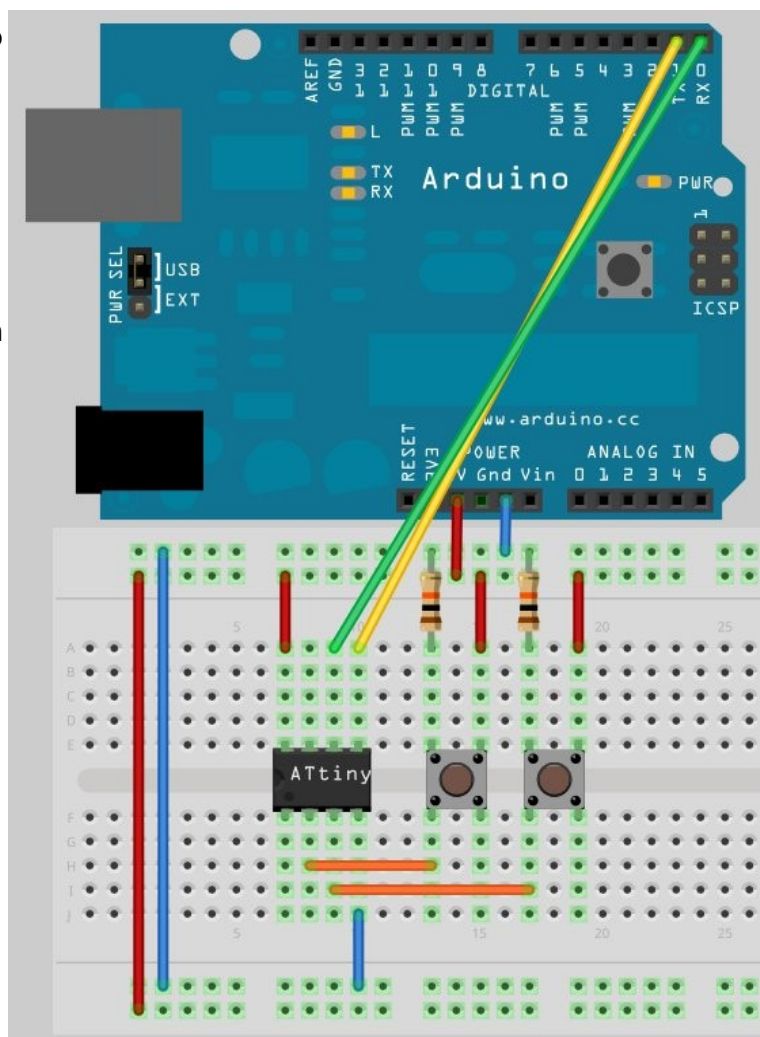 AREF
GND
13
12
11
10
9
8
7
6
5
4
3
2
TX
0
RX
DIGITAL
PWM
PWM
PWM
PWM
PWM
PWM
L
TX
RX
Arduino
PWR
1
ICSP
PWR SEL
USB
EXT
www.arduino.cc
RESET
3V3
POWER
ANALOG IN
V Gnd Vin
0 1 2 3 4 5
5 15 20 25
A
B
C
D
E
ATtiny
F
G
H
I
J
5 15 20 25